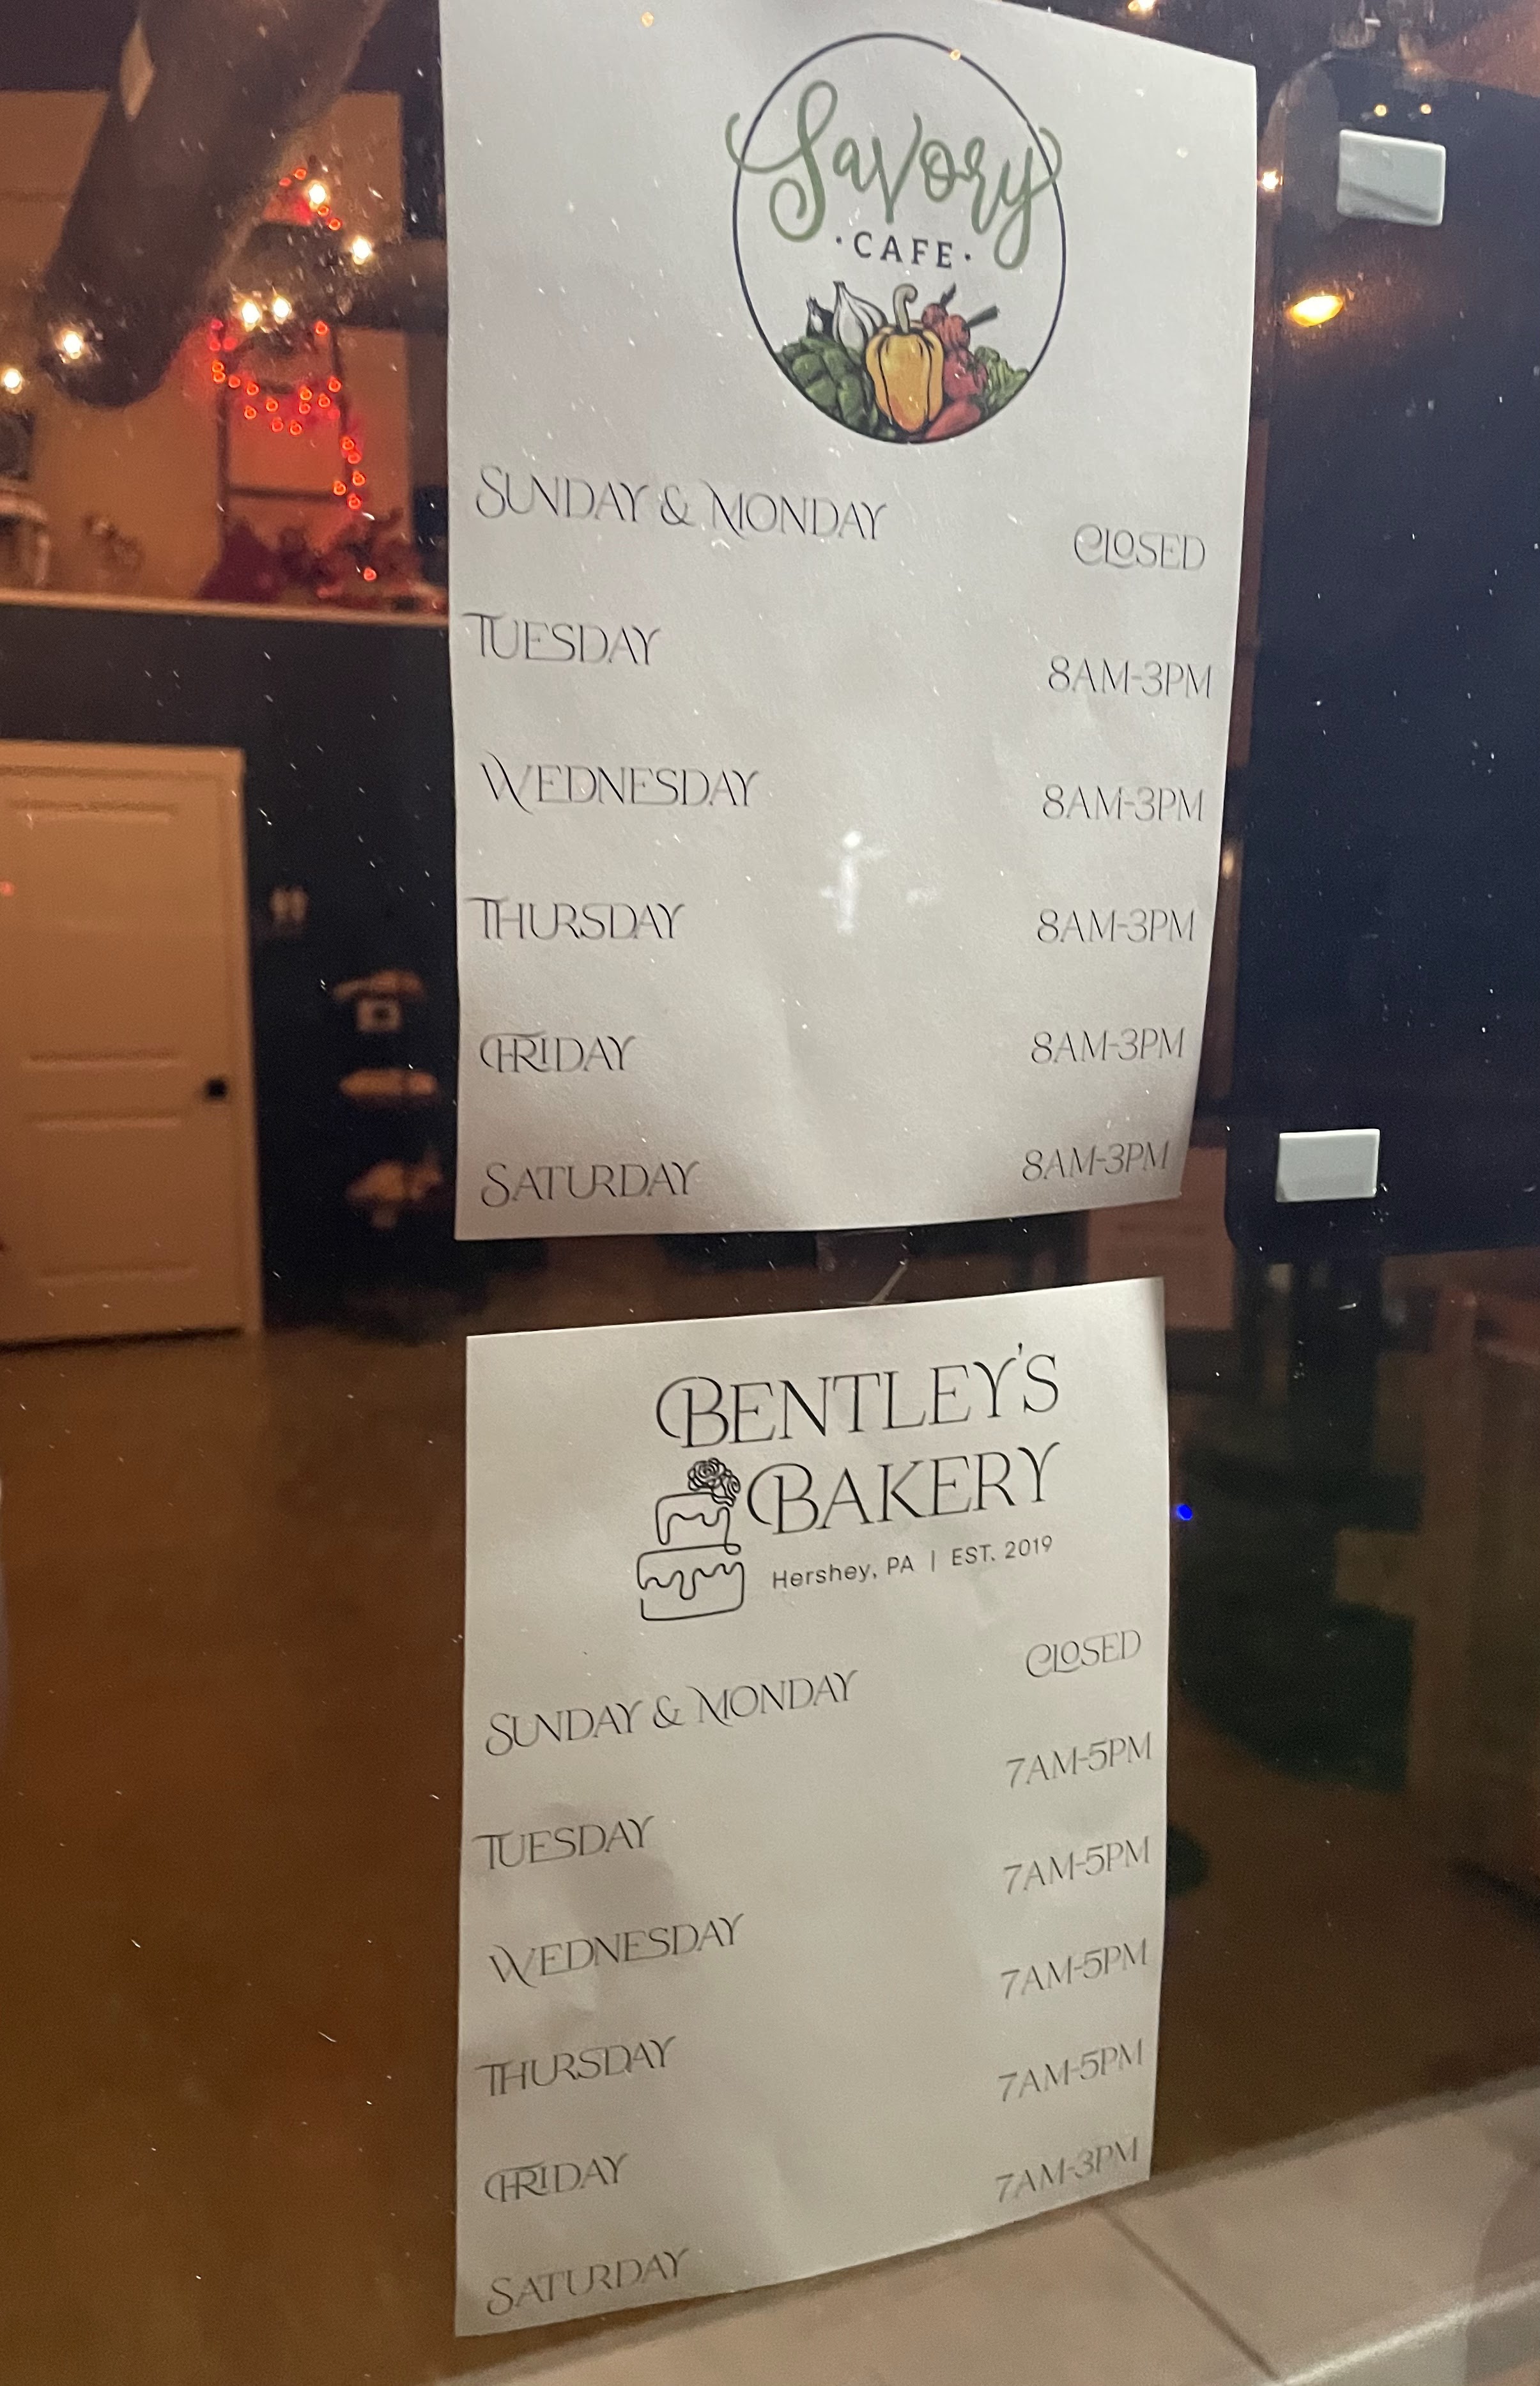 Savory
· CAFE ·
SUNDAY & MONDAY CLOSED
TUESDAY 8AM-3PM
WEDNESDAY 8AM-3PM
THURSDAY 8AM-3PM
FRIDAY 8AM-3PM
SATURDAY 8AM-3PM
BENTLEY'S
BAKERY
Hershey, PA | EST. 2019
SUNDAY & MONDAY CLOSED
TUESDAY 7AM-5PM
WEDNESDAY 7AM-5PM
THURSDAY 7AM-5PM
FRIDAY 7AM-5PM
SATURDAY 7AM-3PM